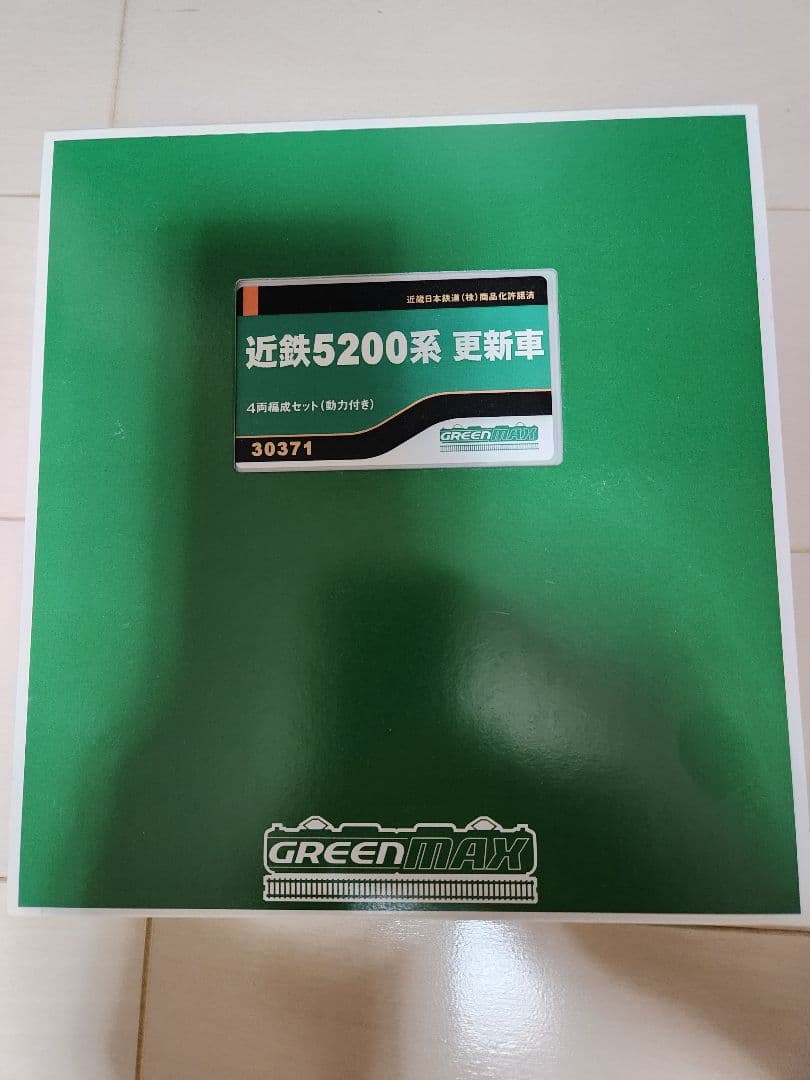 近畿日本鉄道(株)商品化許諾済
近鉄5200系 更新車
4両編成セット(動力付き)
30371
GREENMAX
GREENMAX